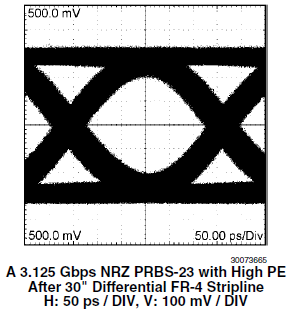 500.0 mV
500.0 mV
50.00 ps/Div
30073665
A 3.125 Gbps NRZ PRBS-23 with High PE
After 30" Differential FR-4 Stripline
H: 50 ps / DIV, V: 100 mV / DIV